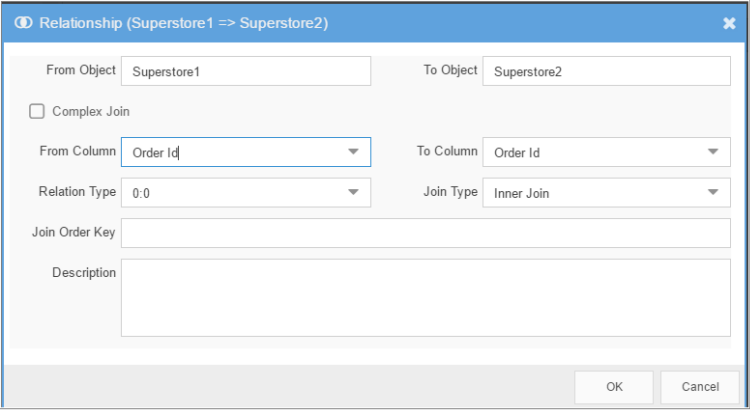 Relationship (Superstore1 => Superstore2)
From Object Superstore1 To Object Superstore2
Complex Join
From Column Order Id To Column Order Id
Relation Type 0:0 Join Type Inner Join
Join Order Key
Description
OK Cancel